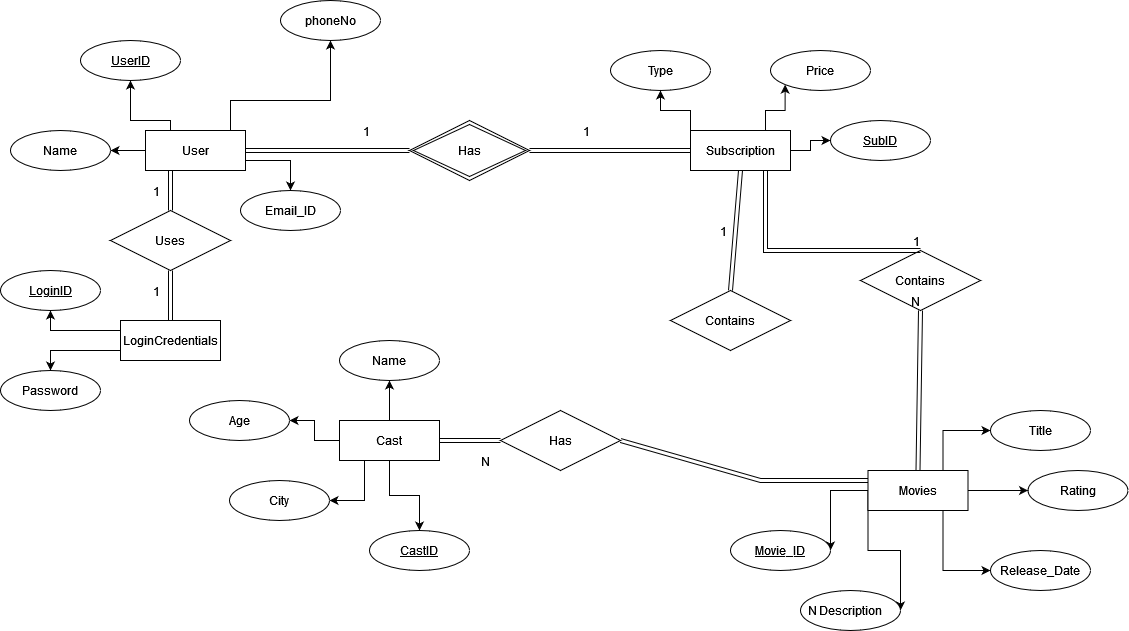 phoneNo
UserID
Type
Price
1
1
Name
User
Has
Subscription
SubID
1
Email_ID
Uses
1
1
Contains
1
LoginID
N
Contains
LoginCredentials
Name
Password
Age
Cast
Has
Title
N
City
Movies
Rating
CastID
Movie_ID
Release_Date
N Description